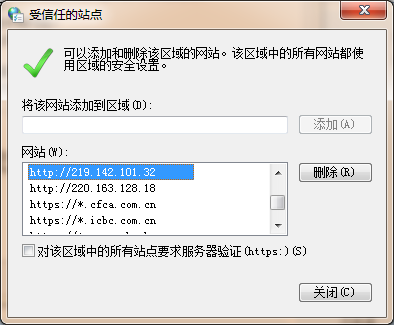 受信任的站点
可以添加和删除该区域的网站。该区域中的所有网站都使
用区域的安全设置。
将该网站添加到区域(D):
添加(A)
网站(W):
http://219.142.101.32
删除(R)
http://220.163.128.18
https://*.cfca.com.cn
https://*.icbc.com.cn
对该区域中的所有站点要求服务器验证(https:)(S)
关闭(C)